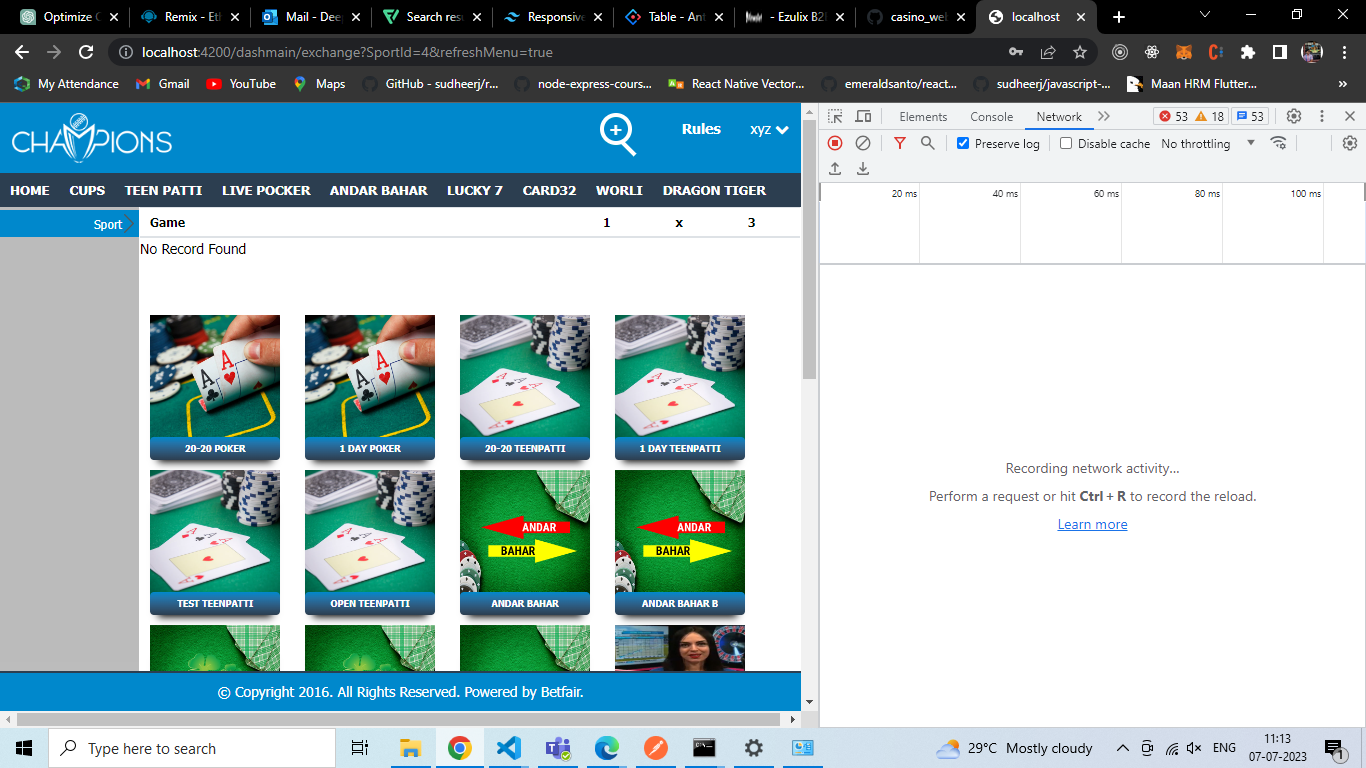 Optimize C
Remix - Eth
Mail - Deep
Search res
Responsive
Table - Ant
- Ezulix B2B
casino_web
localhost
localhost:4200/dashmain/exchange?SportId=4&refreshMenu=true
My Attendance
Gmail
YouTube
Maps
GitHub - sudheerj/r...
node-express-cours...
React Native Vector...
emeraldsanto/react...
sudheerj/javascript-...
Maan HRM Flutter...
CHAMPIONS
Rules
xyz
HOME
CUPS
TEEN PATTI
LIVE POCKER
ANDAR BAHAR
LUCKY 7
CARD32
WORLI
DRAGON TIGER
Sport
Game
1
x
3
No Record Found
20-20 POKER
1 DAY POKER
20-20 TEENPATTI
1 DAY TEENPATTI
ANDAR
BAHAR
ANDAR
BAHAR
TEST TEENPATTI
OPEN TEENPATTI
ANDAR BAHAR
ANDAR BAHAR B
© Copyright 2016. All Rights Reserved. Powered by Betfair.
Elements
Console
Network
53
18
53
Preserve log
Disable cache
No throttling
20 ms
40 ms
60 ms
80 ms
100 ms
Recording network activity...
Perform a request or hit Ctrl + R to record the reload.
Learn more
Type here to search
29°C Mostly cloudy
ENG
11:13
07-07-2023
1